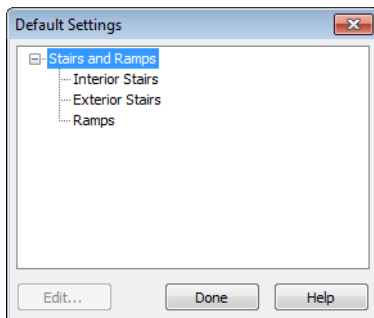 Default Settings
Stairs and Ramps
Interior Stairs
Exterior Stairs
Ramps
Edit... Done Help